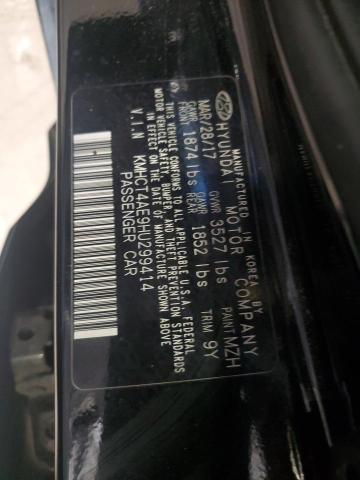 MANUFACTURED IN KOREA BY
HYUNDAI MOTOR COMPANY
MAR/28/17 GVWR 3527 lbs PAINT MZH
GAWR FRONT 1874 lbs GAWR REAR 1852 lbs TRIM 9Y
THIS VEHICLE CONFORMS TO ALL APPLICABLE U.S.A. FEDERAL
MOTOR VEHICLE SAFETY, BUMPER, AND THEFT PREVENTION STANDARDS
IN EFFECT ON THE DATE OF MANUFACTURE SHOWN ABOVE
V.I.N KMHCT4AE9HU299414
PASSENGER CAR